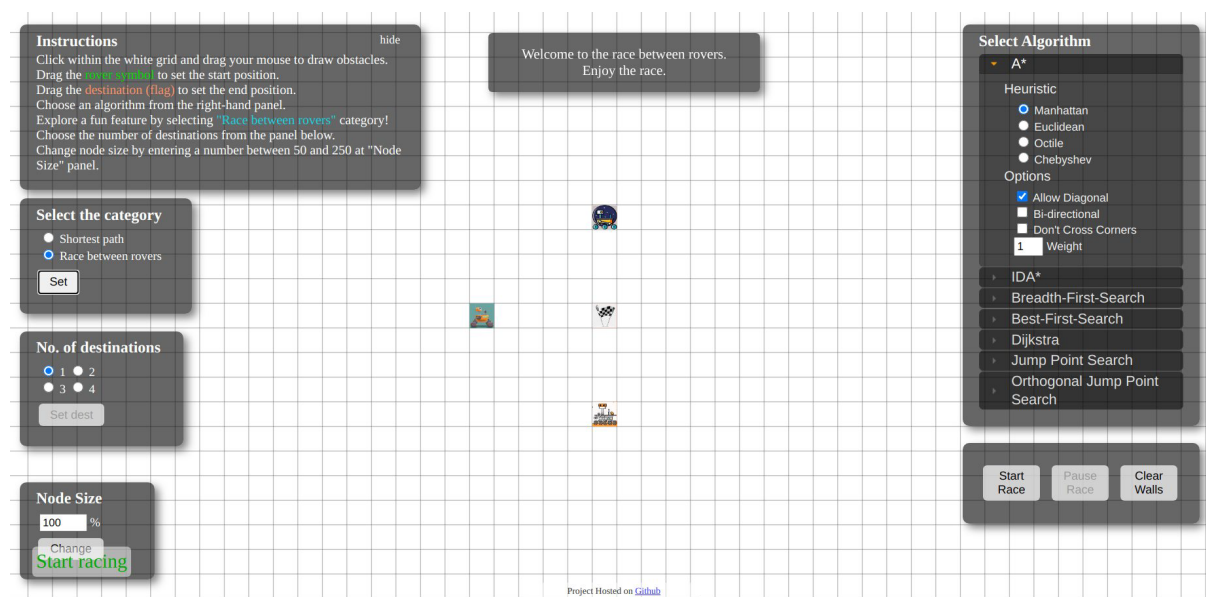 Instructions
hide
Click within the white grid and drag your mouse to draw obstacles.
Drag the rover symbol to set the start position.
Drag the destination (flag) to set the end position.
Choose an algorithm from the right-hand panel.
Explore a fun feature by selecting "Race between rovers" category!
Choose the number of destinations from the panel below.
Change node size by entering a number between 50 and 250 at "Node
Size" panel.
Welcome to the race between rovers.
Enjoy the race.
Select the category
Shortest path
Race between rovers
Set
No. of destinations
1 2
3 4
Set dest
Node Size
100 %
Change
Start racing
Select Algorithm
A*
Heuristic
Manhattan
Euclidean
Octile
Chebyshev
Options
Allow Diagonal
Bi-directional
Don't Cross Corners
1 Weight
IDA*
Breadth-First-Search
Best-First-Search
Dijkstra
Jump Point Search
Orthogonal Jump Point
Search
Start
Race
Pause
Race
Clear
Walls
Project Hosted on Github